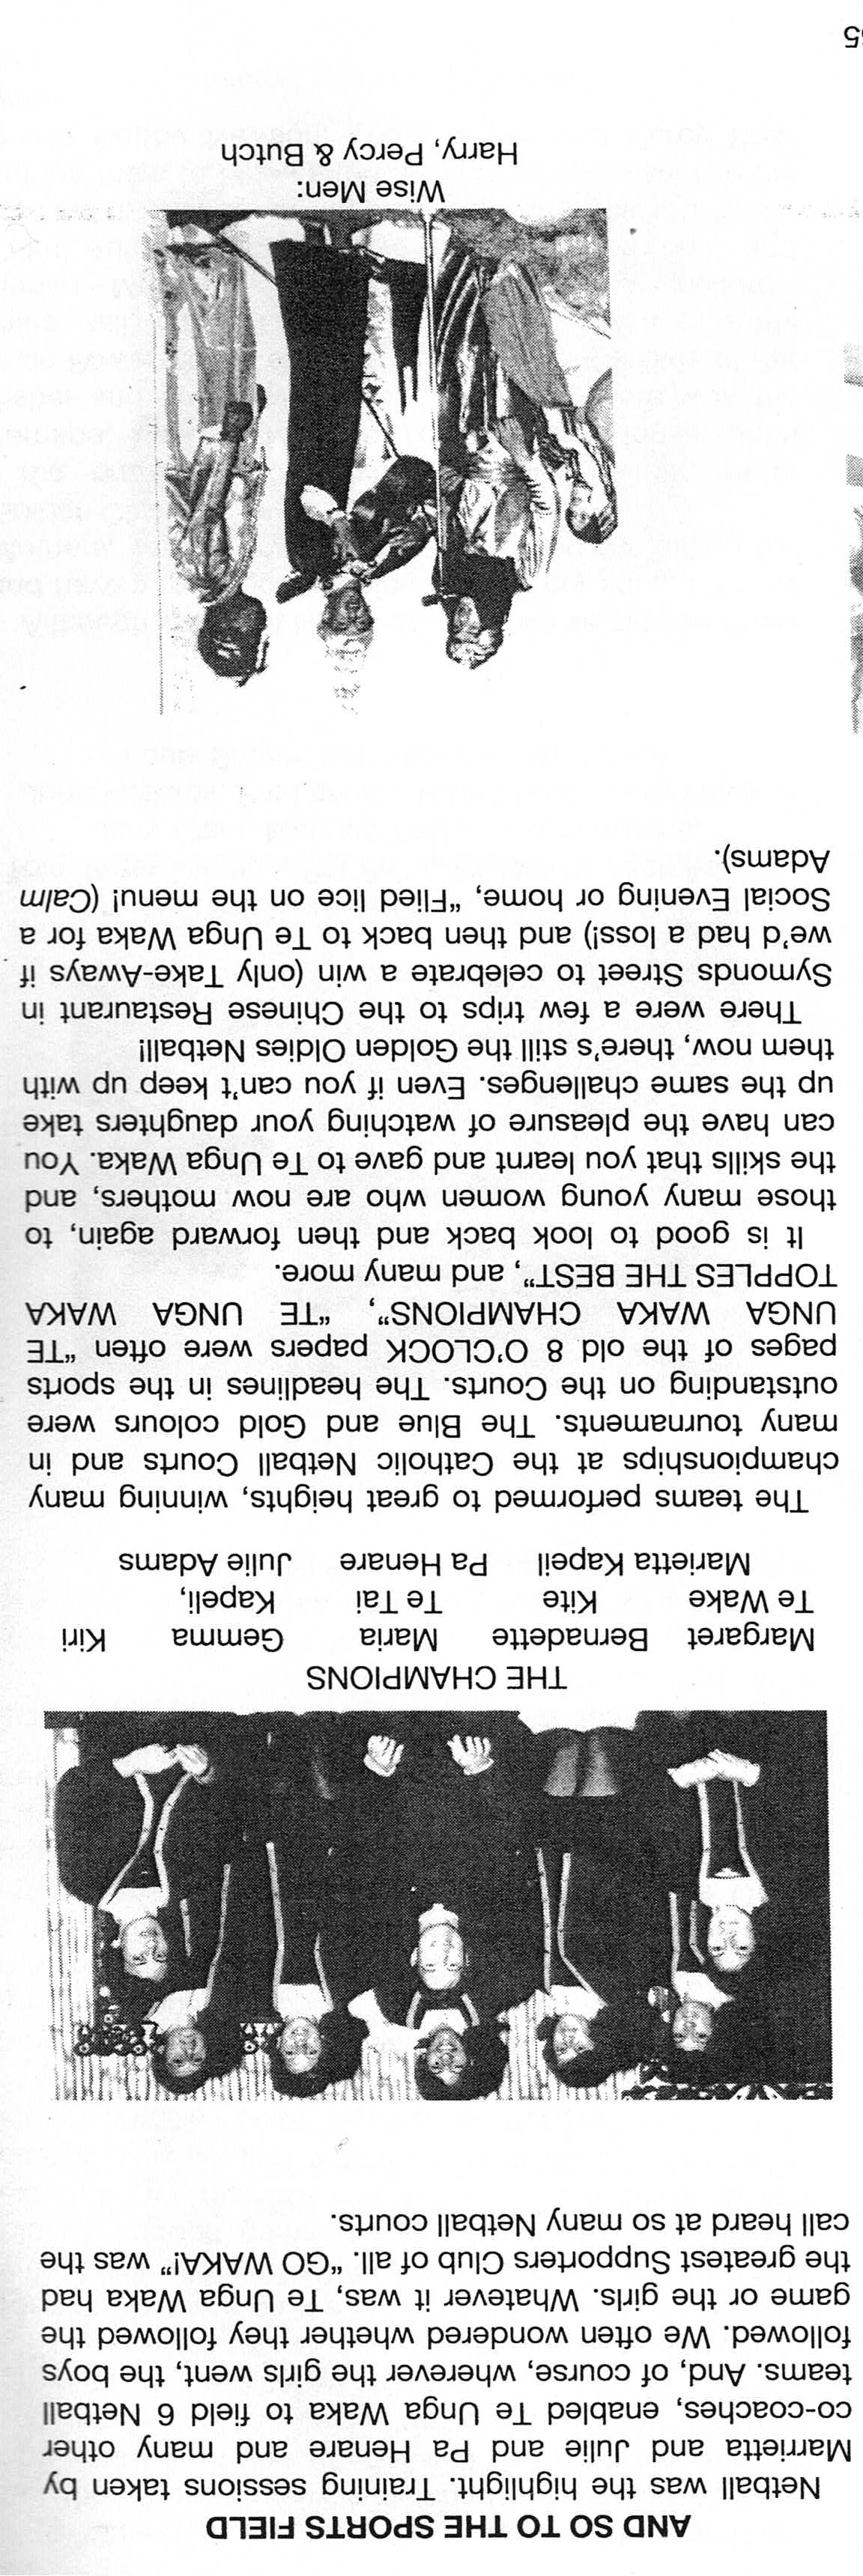 AND SO TO THE SPORTS FIELD
Netball was the highlight. Training sessions taken by
Marrietta and Julie and Pa Henare and many other
co-coaches, enabled Te Unga Waka to field 6 Netball
teams. And, of course, wherever the girls went, the boys
followed. We often wondered whether they followed the
game or the girls. Whatever it was, Te Unga Waka had
the greatest Supporters Club of all. “GO WAKA!” was the
call heard at so many Netball courts.
THE CHAMPIONS
Margaret Bernadette Maria Gemma Kiri
Te Wake Kite Te Tai Kapeli,
Marietta Kapeil Pa Henare Julie Adams
The teams performed to great heights, winning many
championships at the Catholic Netball Courts and in
many tournaments. The Blue and Gold colours were
outstanding on the Courts. The headlines in the sports
pages of the old 8 O’CLOCK papers were often “TE
UNGA WAKA CHAMPIONS”, “TE UNGA WAKA
TOPPLES THE BEST”, and many more.
It is good to look back and then forward again, to
those many young women who are now mothers, and
the skills that you learnt and gave to Te Unga Waka. You
can have the pleasure of watching your daughters take
up the same challenges. Even if you can’t keep up with
them now, there’s still the Golden Oldies Netball!
There were a few trips to the Chinese Restaurant in
Symonds Street to celebrate a win (only Take-Aways if
we’d had a loss!) and then back to Te Unga Waka for a
Social Evening or home, “Flied lice on the menu! (Calm
Adams).
Wise Men:
Harry, Percy & Butch